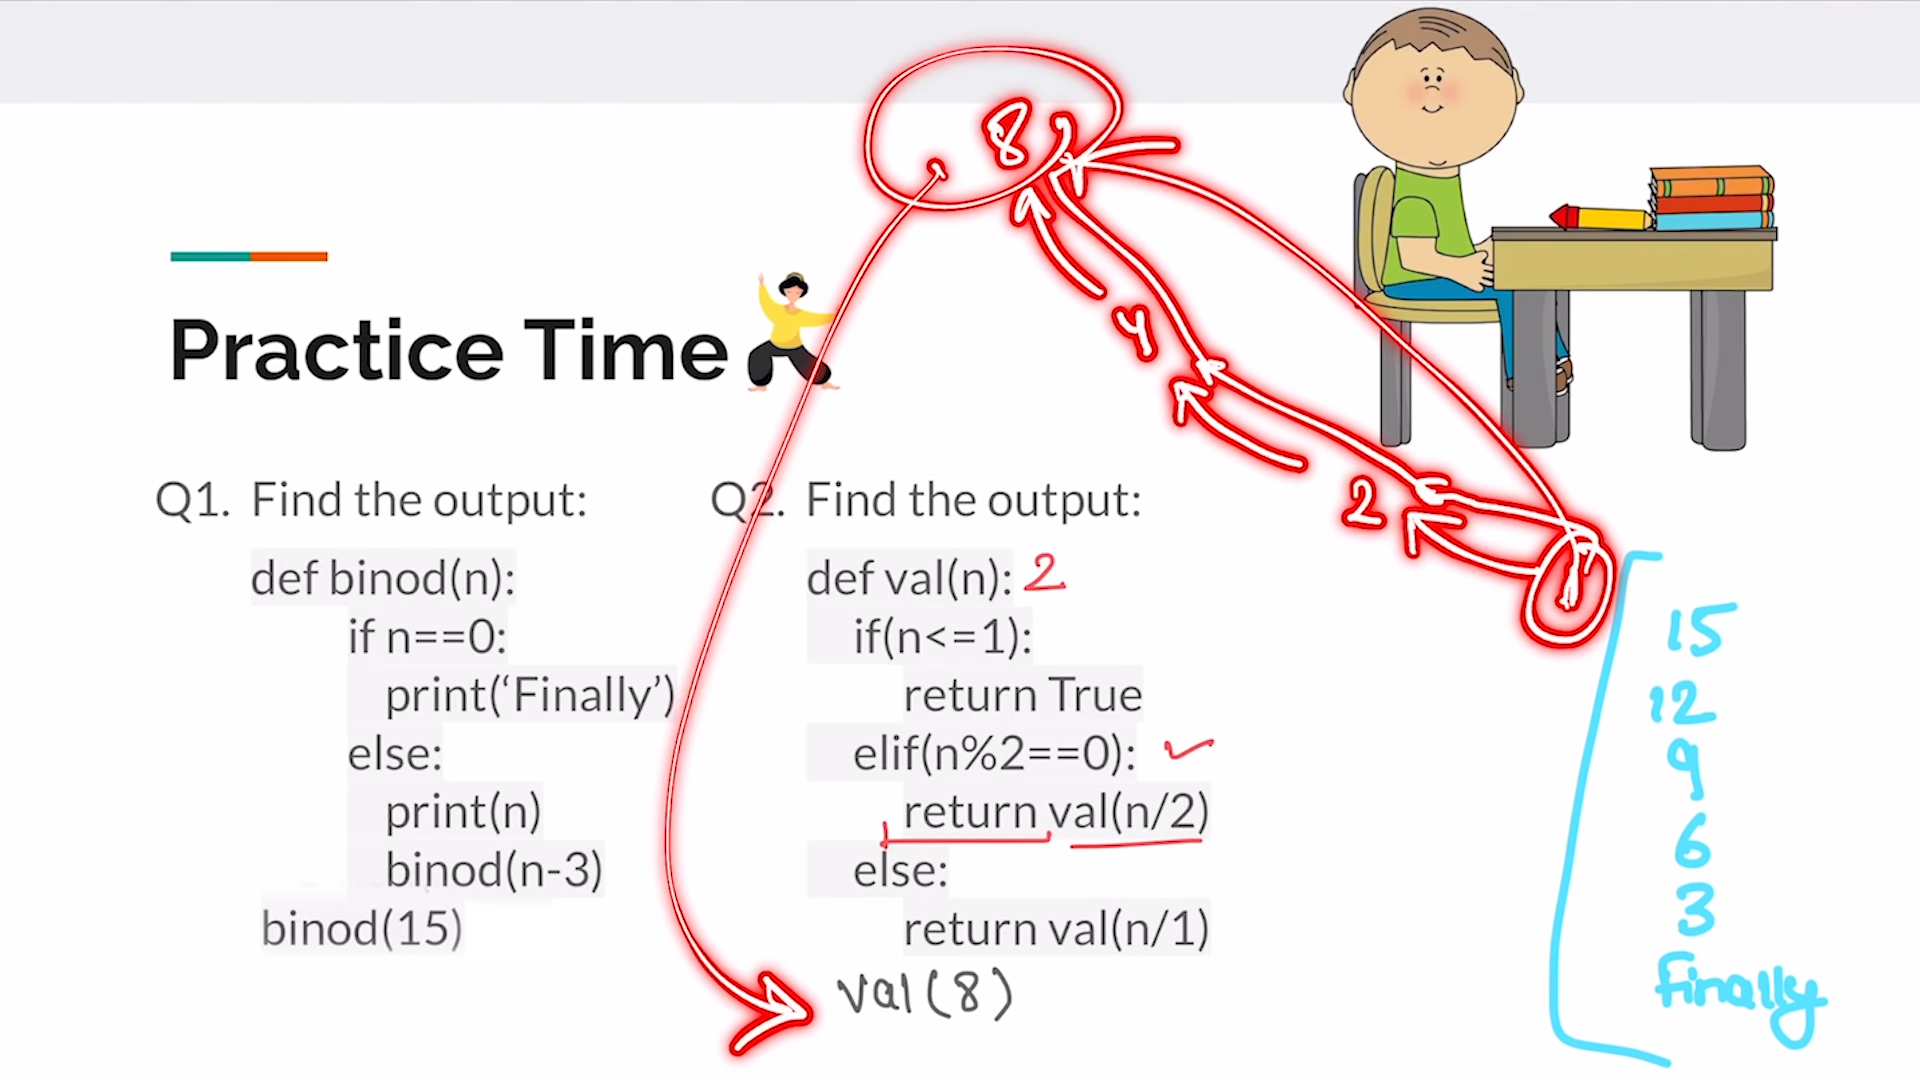 8
Practice Time
4
2
Q1. Find the output:
def binod(n):
if n==0:
print(‘Finally’)
else:
print(n)
binod(n-3)
binod(15)
Q2. Find the output:
def val(n): 2
if(n<=1):
return True
elif(n%2==0):
return val(n/2)
else:
return val(n/1)
val(8)
1
15
12
9
6
3
Finally